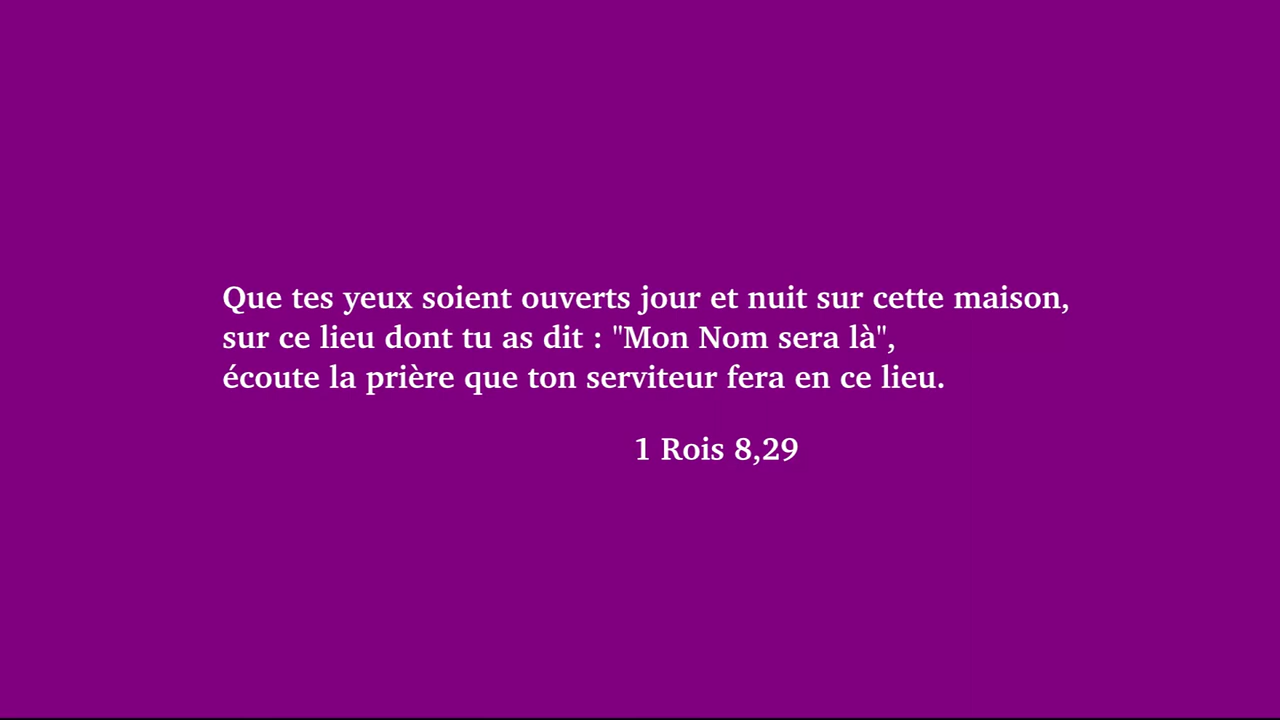 Que tes yeux soient ouverts jour et nuit sur cette maison,
sur ce lieu dont tu as dit : "Mon Nom sera là",
écoute la prière que ton serviteur fera en ce lieu.
1 Rois 8,29